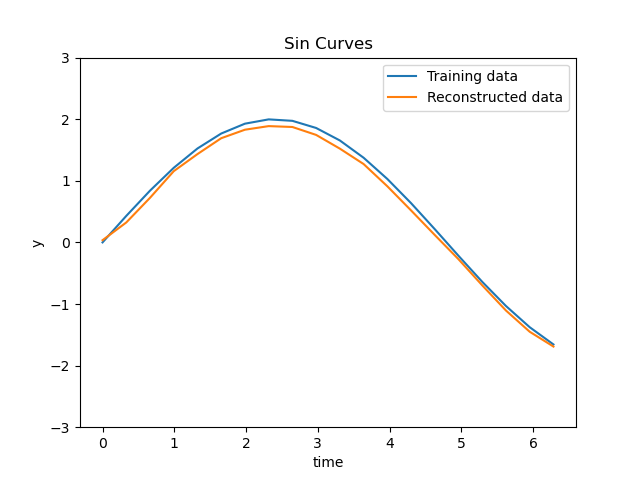 Sin Curves
Training data
Reconstructed data
3
2
1
0
−1
−2
−3
y
0 1 2 3 4 5 6
time